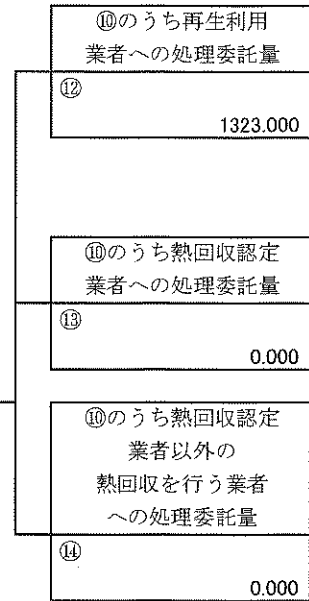 ⑩のうち再生利用
業者への処理委託量
⑫
1323.000
⑩のうち熱回収認定
業者への処理委託量
⑬
0.000
⑩のうち熱回収認定
業者以外の
熱回収を行う業者
への処理委託量
⑭
0.000